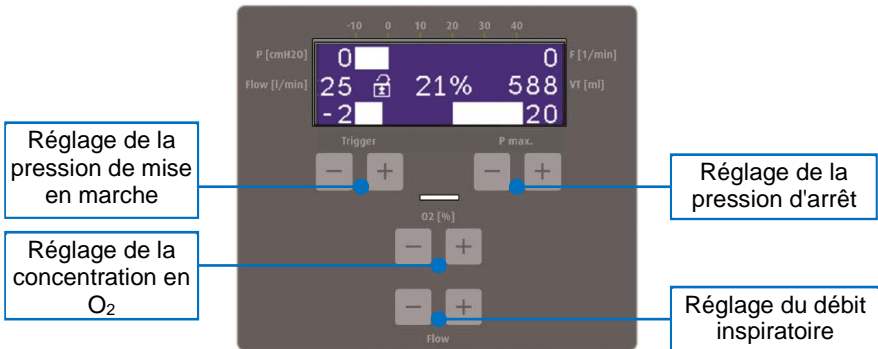 -10 0 10 20 30 40
P [cmH2O] 0 0 F [1/min]
Flow [l/min] 25 21% 588 VT [ml]
-2 20
Trigger P max.
Réglage de la
pression de mise
en marche
− + − +
Réglage de la
pression d'arrêt
O2 [%]
− +
Réglage de la
concentration en
O₂
− +
Flow
Réglage du débit
inspiratoire